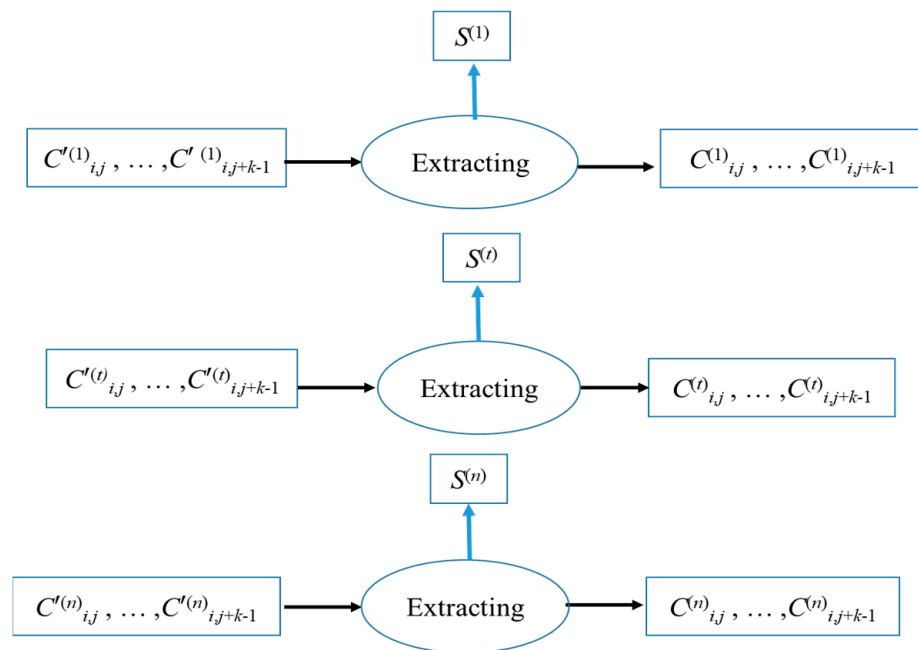 S⁽¹⁾
C′⁽¹⁾ᵢ,ⱼ , … ,C′ ⁽¹⁾ᵢ,ⱼ₊ₖ₋₁ Extracting C⁽¹⁾ᵢ,ⱼ , … ,C⁽¹⁾ᵢ,ⱼ₊ₖ₋₁
S⁽ᵗ⁾
C′⁽ᵗ⁾ᵢ,ⱼ , … ,C′⁽ᵗ⁾ᵢ,ⱼ₊ₖ₋₁ Extracting C⁽ᵗ⁾ᵢ,ⱼ , … ,C⁽ᵗ⁾ᵢ,ⱼ₊ₖ₋₁
S⁽ⁿ⁾
C′⁽ⁿ⁾ᵢ,ⱼ , … ,C′⁽ⁿ⁾ᵢ,ⱼ₊ₖ₋₁ Extracting C⁽ⁿ⁾ᵢ,ⱼ , … ,C⁽ⁿ⁾ᵢ,ⱼ₊ₖ₋₁